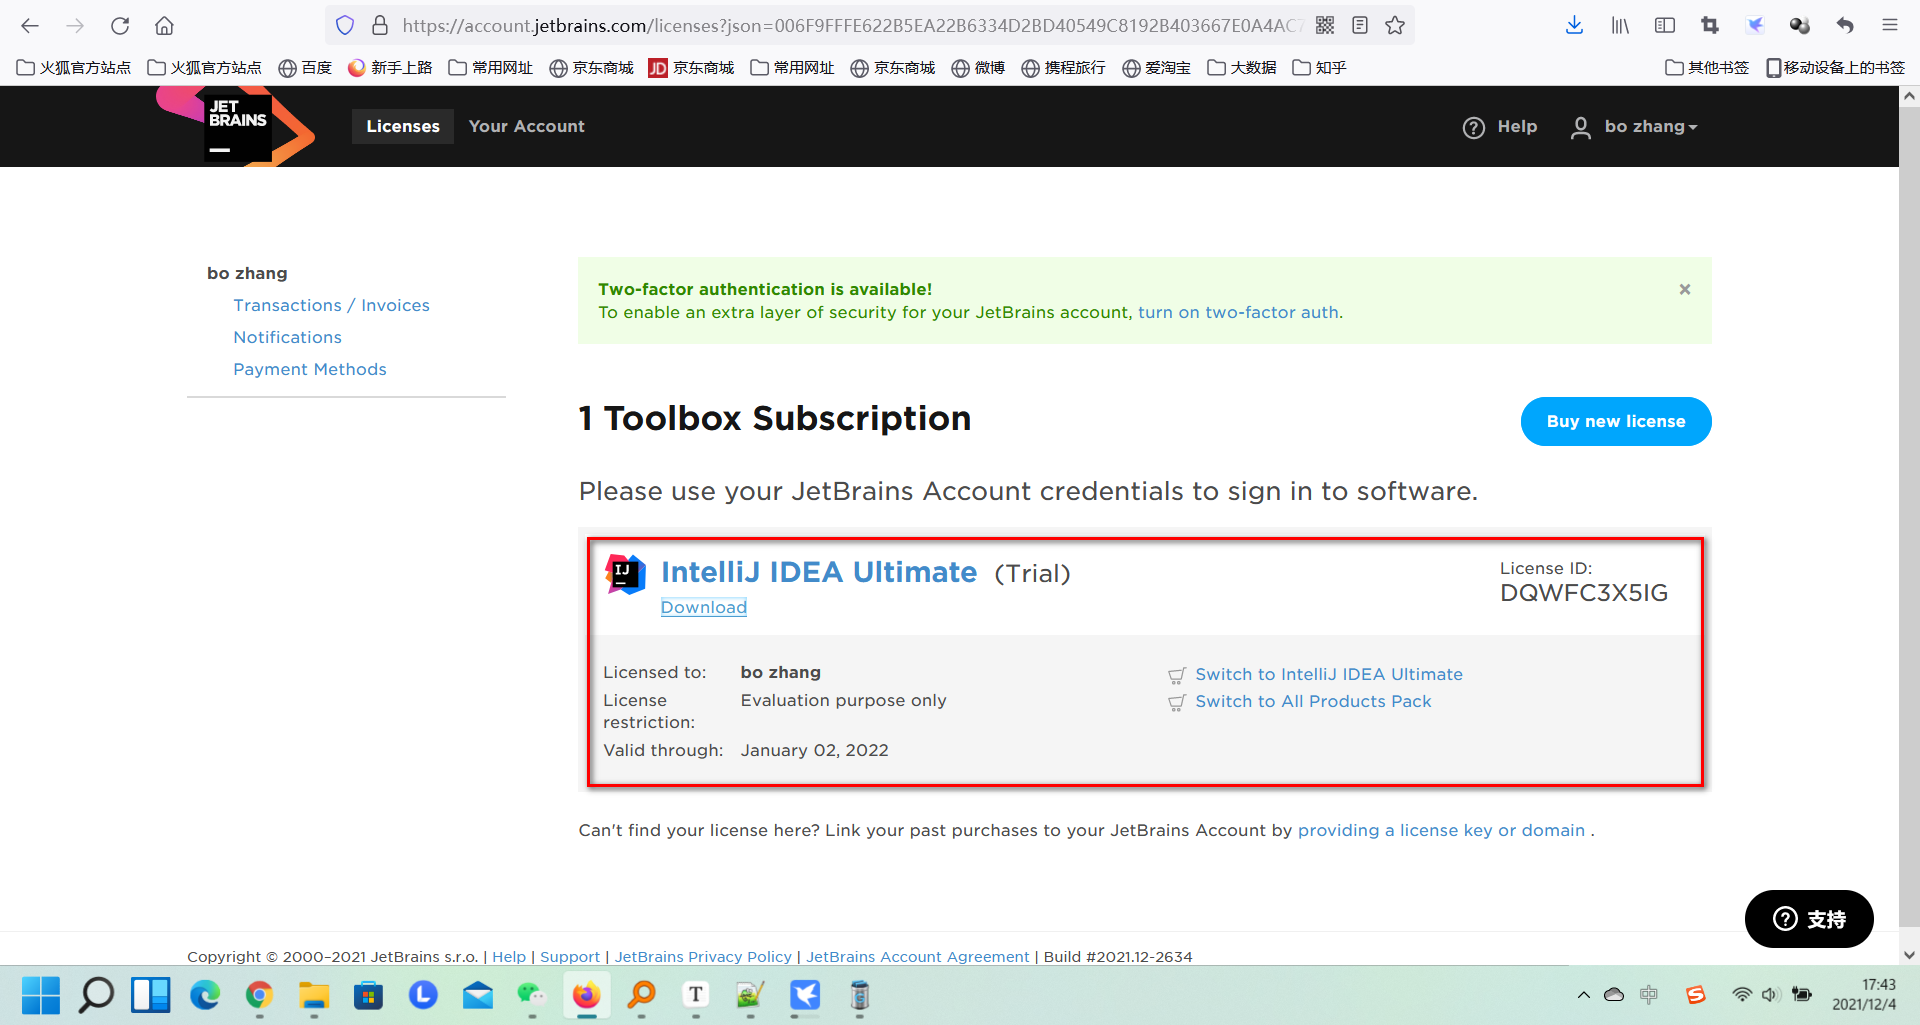 https://account.jetbrains.com/licenses?json=006F9FFFE622B5EA22B6334D2BD40549C8192B403667E0A4AC7
火狐官方站点 火狐官方站点 百度 新手上路 常用网址 京东商城 JD 京东商城 常用网址 京东商城 微博 携程旅行 爱淘宝 大数据 知乎 其他书签 移动设备上的书签
JET
BRAINS
Licenses Your Account Help bo zhang
bo zhang
Transactions / Invoices
Notifications
Payment Methods
Two-factor authentication is available!
To enable an extra layer of security for your JetBrains account, turn on two-factor auth.
1 Toolbox Subscription
Buy new license
Please use your JetBrains Account credentials to sign in to software.
IJ
IntelliJ IDEA Ultimate (Trial)
Download
License ID:
DQWFC3X5IG
Licensed to: bo zhang
License restriction: Evaluation purpose only
Valid through: January 02, 2022
Switch to IntelliJ IDEA Ultimate
Switch to All Products Pack
Can't find your license here? Link your past purchases to your JetBrains Account by providing a license key or domain .
支持
Copyright © 2000–2021 JetBrains s.r.o. | Help | Support | JetBrains Privacy Policy | JetBrains Account Agreement | Build #2021.12-2634
L
T
中
S
17:43
2021/12/4